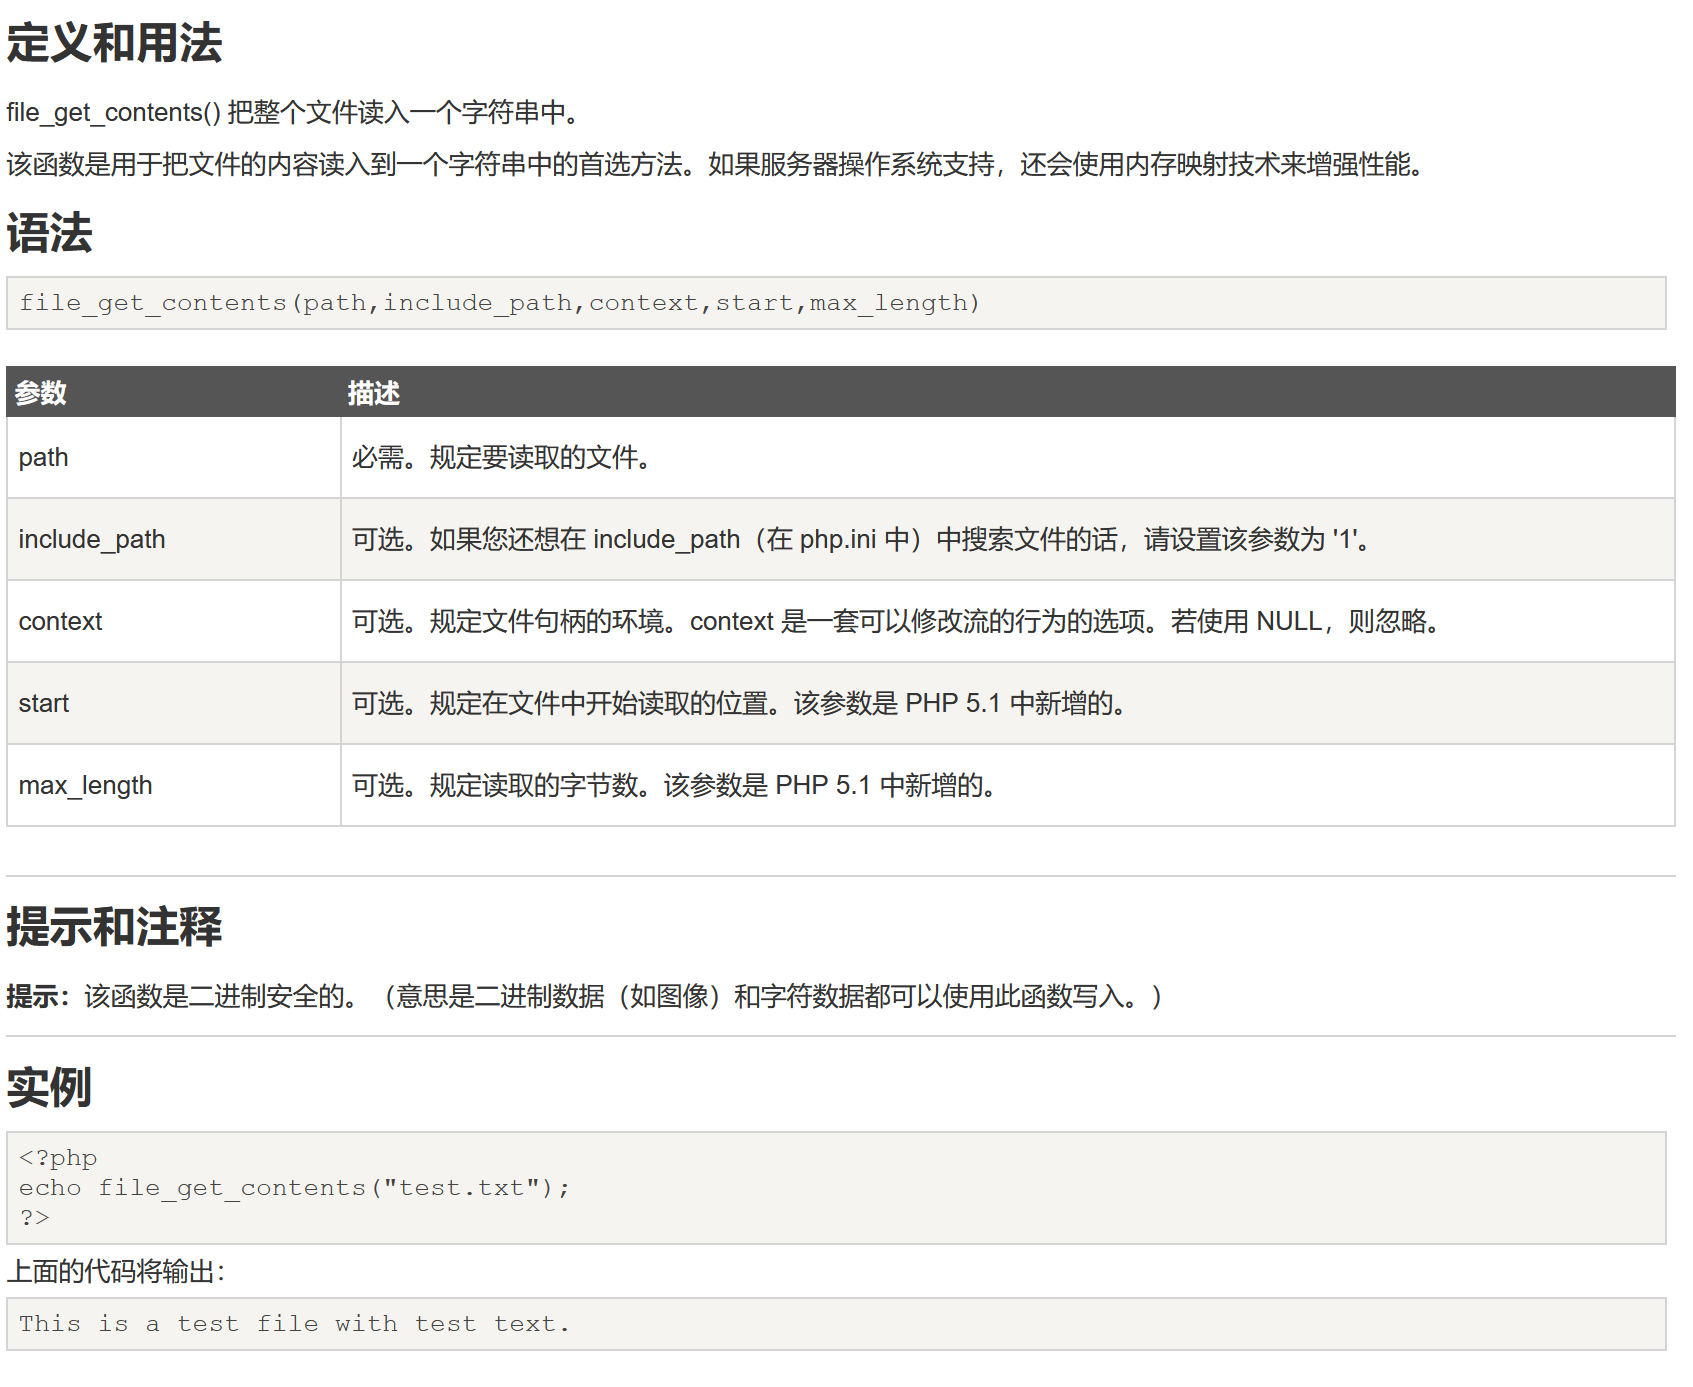 定义和用法
file_get_contents() 把整个文件读入一个字符串中。
该函数是用于把文件的内容读入到一个字符串中的首选方法。如果服务器操作系统支持，还会使用内存映射技术来增强性能。
语法
file_get_contents(path,include_path,context,start,max_length)
参数 描述
path 必需。规定要读取的文件。
include_path 可选。如果您还想在 include_path（在 php.ini 中）中搜索文件的话，请设置该参数为 '1'。
context 可选。规定文件句柄的环境。context 是一套可以修改流的行为的选项。若使用 NULL，则忽略。
start 可选。规定在文件中开始读取的位置。该参数是 PHP 5.1 中新增的。
max_length 可选。规定读取的字节数。该参数是 PHP 5.1 中新增的。
提示和注释
提示：该函数是二进制安全的。（意思是二进制数据（如图像）和字符数据都可以使用此函数写入。）
实例
<?php
echo file_get_contents("test.txt");
?>
上面的代码将输出：
This is a test file with test text.